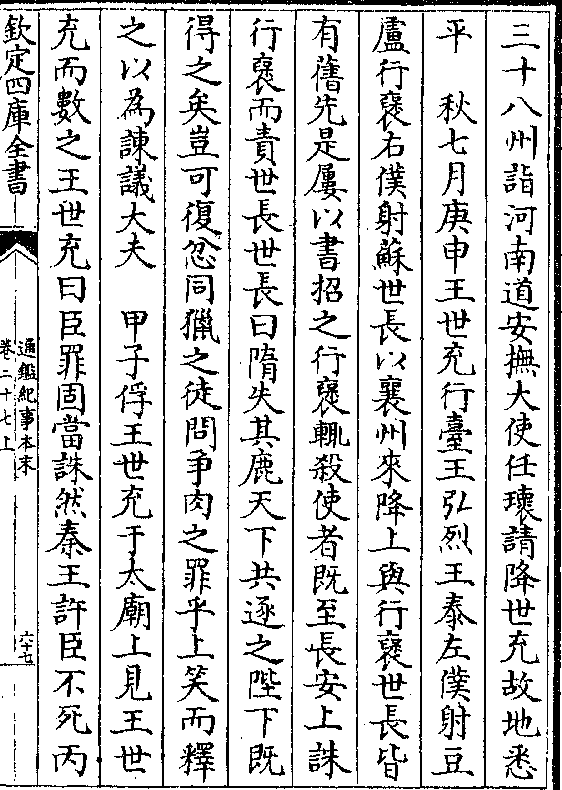 三十八州詣河南道安撫大使任瓌請降世充故地悉
平　秋七月庚申王世充行臺王弘烈王泰左僕射豆
盧行襃右僕射蘇世長以襄州來降上與行襃世長皆
有舊先是屢以書招之行襃輒殺使者既至長安上誅
行襃而責世長世長曰隋失其鹿天下共逐之陛下既
得之矣豈可復忿同獵之徒問爭肉之罪乎上笑而釋
之以為諫議大夫　甲子俘王世充于太廟上見王世
充而數之王世充曰臣罪固當誅然秦王許臣不死丙
欽定四庫全書
通鑑紀事本末
卷二十七上
六十七